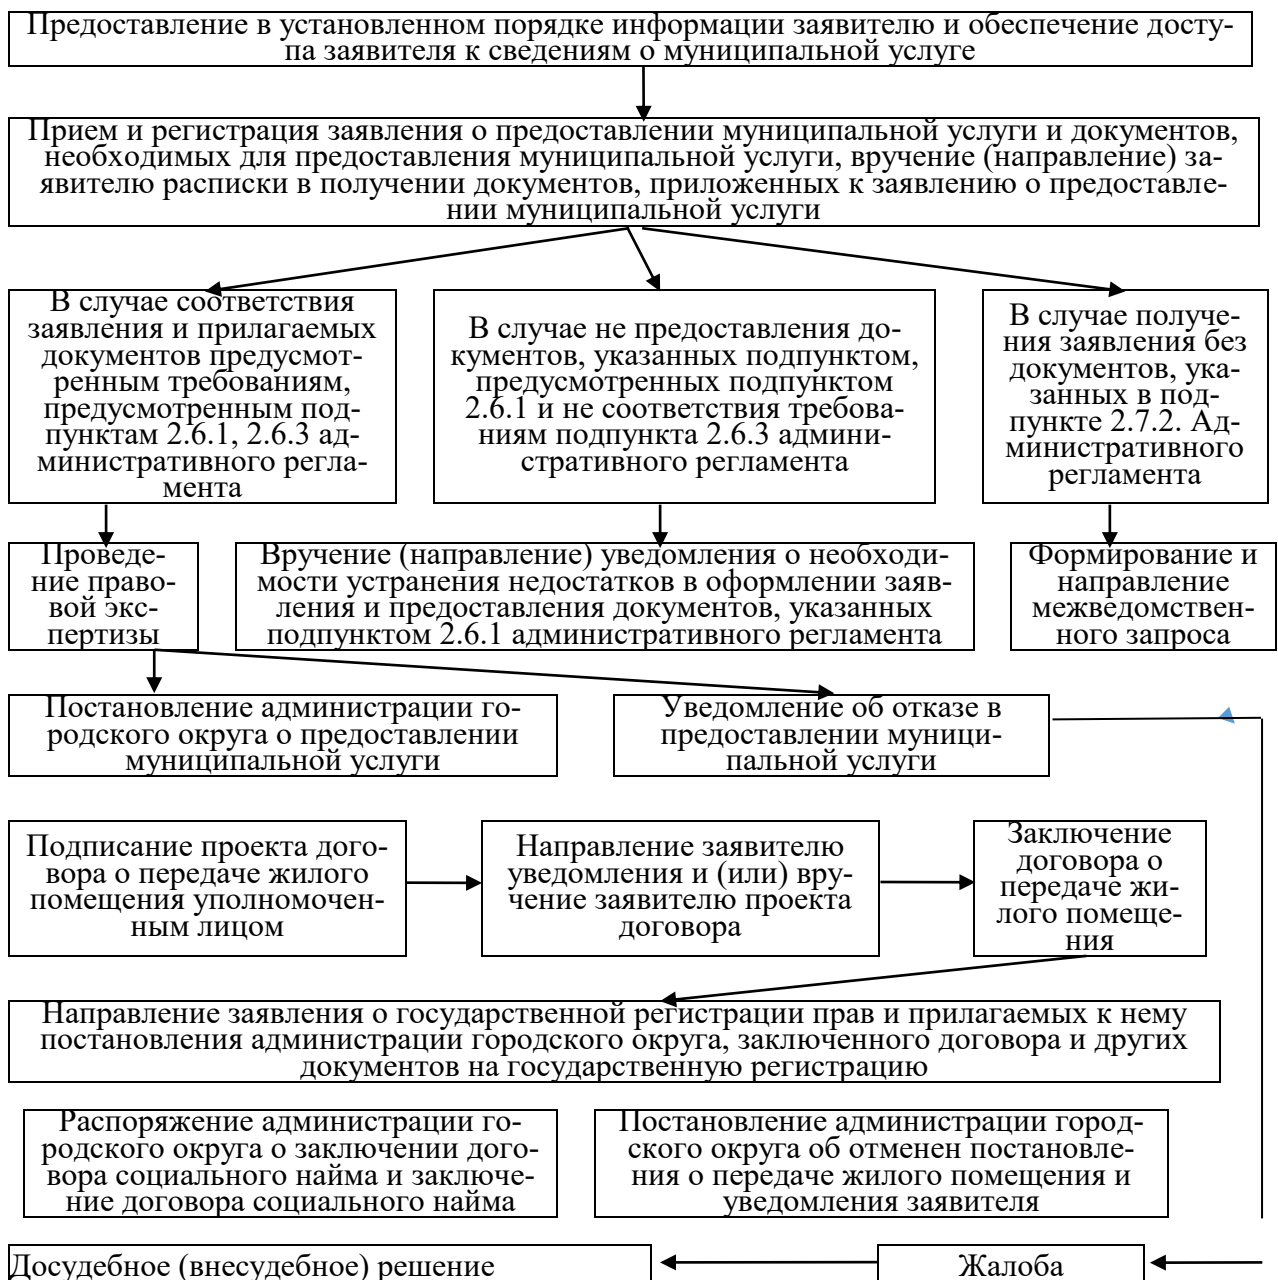 Предоставление в установленном порядке информации заявителю и обеспечение досту-
па заявителя к сведениям о муниципальной услуге
Прием и регистрация заявления о предоставлении муниципальной услуги и документов,
необходимых для предоставления муниципальной услуги, вручение (направление) за-
явителю расписки в получении документов, приложенных к заявлению о предоставле-
нии муниципальной услуги
В случае соответствия
заявления и прилагаемых
документов предусмот-
ренным требованиям,
предусмотренным под-
пунктам 2.6.1, 2.6.3 ад-
министративного регла-
мента
В случае не предоставления до-
кументов, указанных подпунктом,
предусмотренных подпунктом
2.6.1 и не соответствия требова-
ниям подпункта 2.6.3 админи-
стративного регламента
В случае получе-
ния заявления без
документов, ука-
занных в под-
пункте 2.7.2. Ад-
министративного
регламента
Проведе-
ние право-
вой экс-
пертизы
Вручение (направление) уведомления о необходи-
мости устранения недостатков в оформлении заяв-
ления и предоставления документов, указанных
подпунктом 2.6.1 административного регламента
Формирование и
направление
межведомствен-
ного запроса
Постановление администрации го-
родского округа о предоставлении
муниципальной услуги
Уведомление об отказе в
предоставлении муници-
пальной услуги
Подписание проекта дого-
вора о передаче жилого
помещения уполномочен-
ным лицом
Направление заявителю
уведомления и (или) вру-
чение заявителю проекта
договора
Заключение
договора о
передаче жи-
лого помеще-
ния
Направление заявления о государственной регистрации прав и прилагаемых к нему
постановления администрации городского округа, заключенного договора и других
документов на государственную регистрацию
Распоряжение администрации го-
родского округа о заключении дого-
вора социального найма и заключе-
ние договора социального найма
Постановление администрации город-
ского округа об отменен постановле-
ния о передаче жилого помещения и
уведомления заявителя
Досудебное (внесудебное) решение
Жалоба